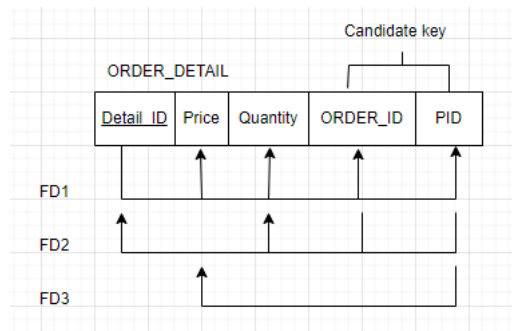 Candidate key
ORDER_DETAIL
Detail_ID Price Quantity ORDER_ID PID
FD1
FD2
FD3